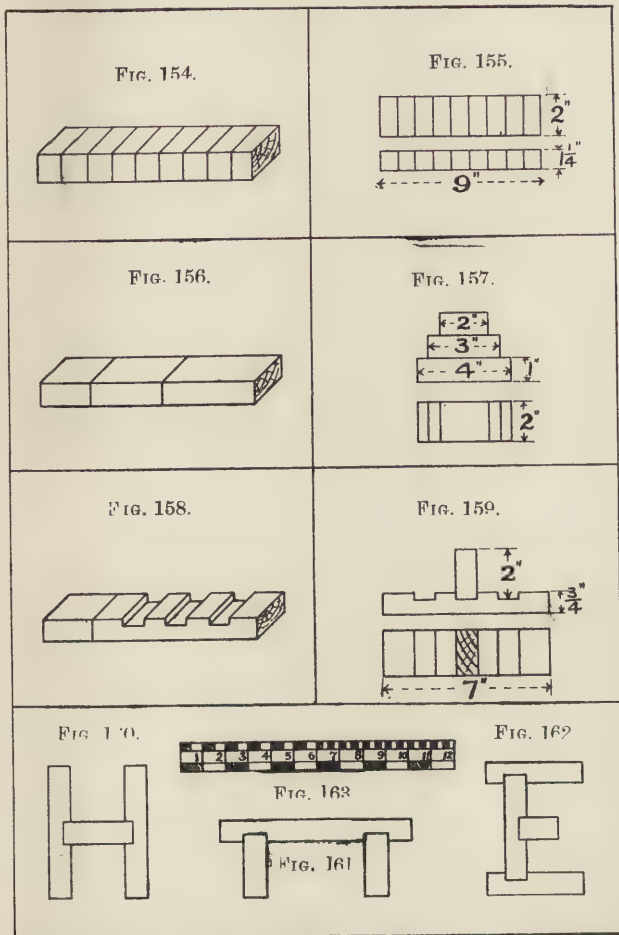 FIG. 154.
FIG. 155.
2"
1/4"
9"
FIG. 156.
FIG. 157.
2"
3"
4"
1"
2"
FIG. 158.
FIG. 159.
2"
3/4"
7"
FIG.
FIG. 162
1 2 3 4 5 6 7 8 9 10 11 12
FIG. 163
FIG. 161